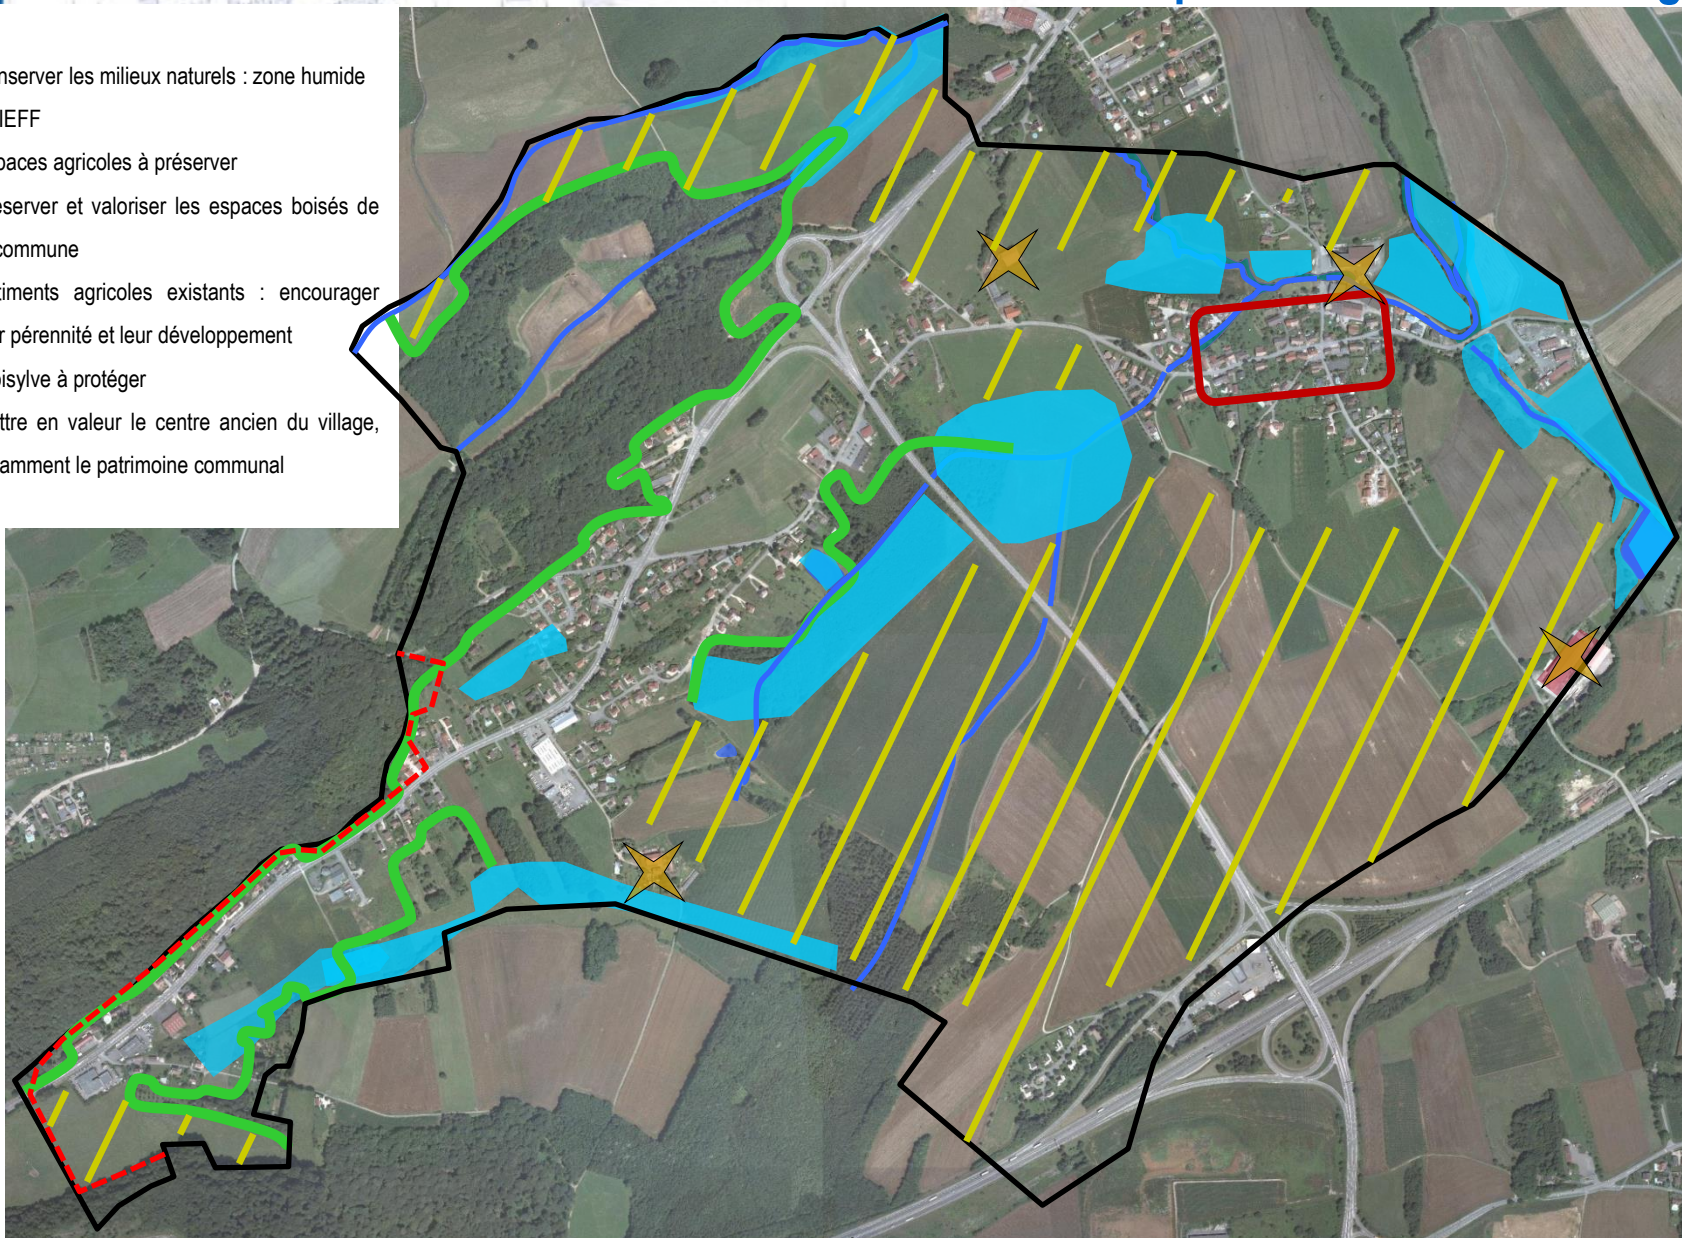 nserver les milieux naturels : zone humide
IEFF
paces agricoles à préserver
éserver et valoriser les espaces boisés de
commune
timents agricoles existants : encourager
r pérennité et leur développement
oisylve à protéger
ttre en valeur le centre ancien du village,
tamment le patrimoine communal